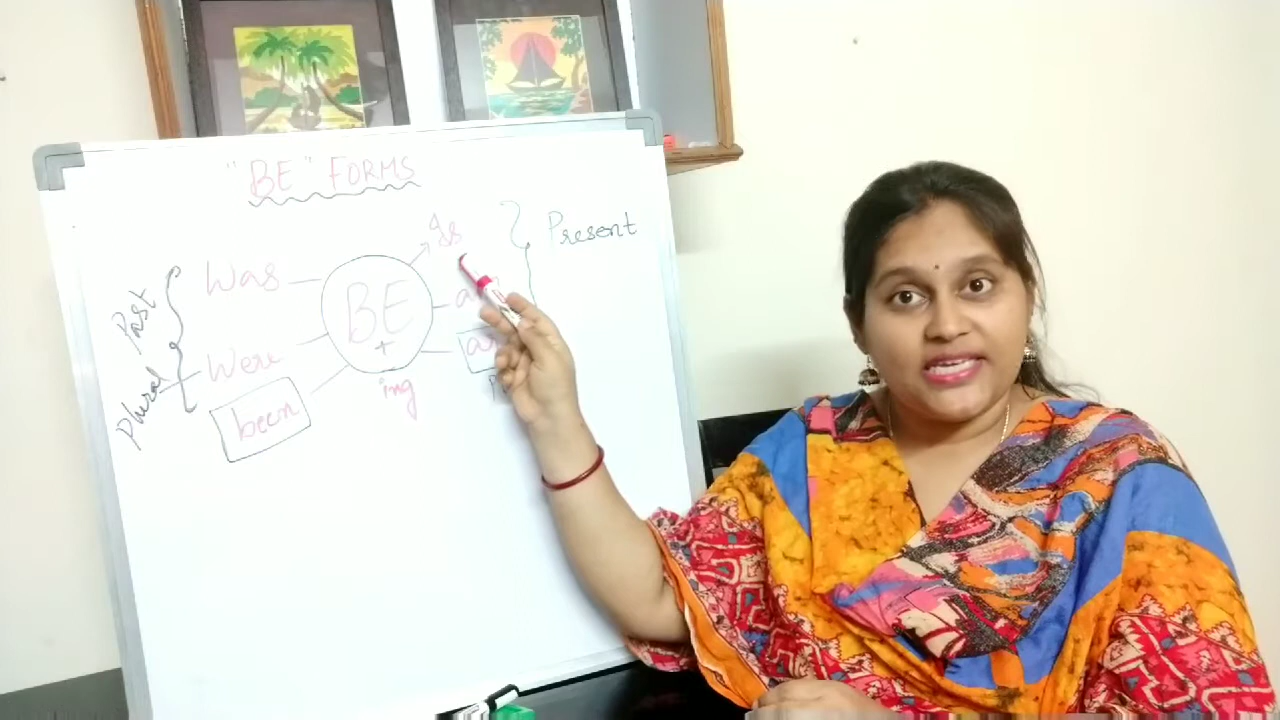 "BE" FORMS
Is
Present
Was
BE
+
ing
Past
Were
Plural
been